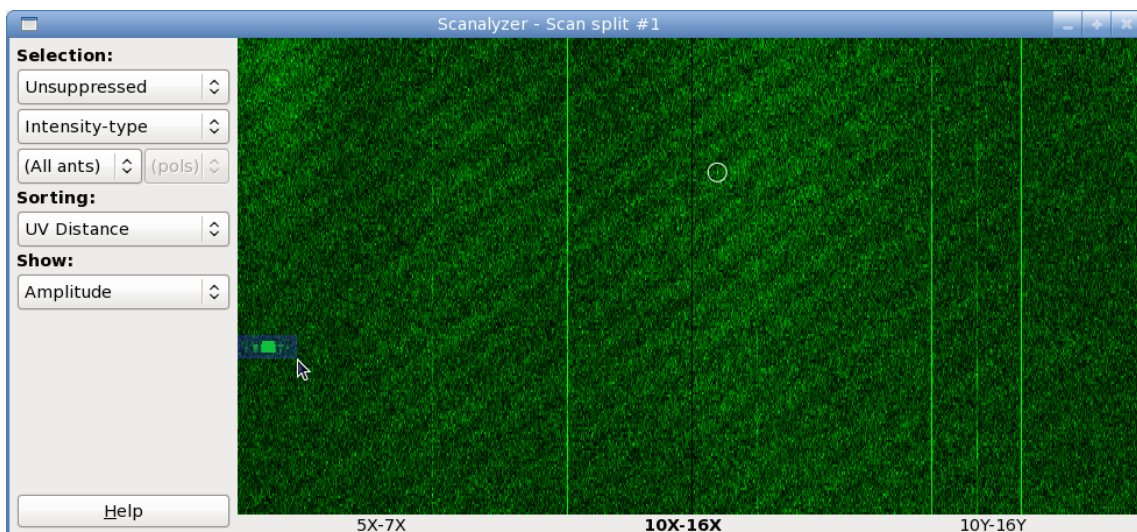 Scanalyzer - Scan split #1
Selection:
Unsuppressed
Intensity-type
(All ants) (pols)
Sorting:
UV Distance
Show:
Amplitude
Help
5X-7X 10X-16X 10Y-16Y